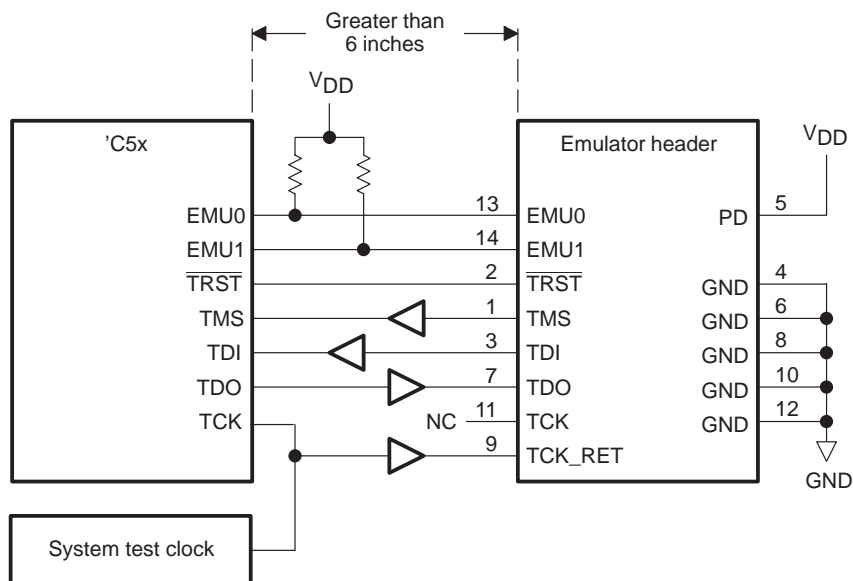 Greater than
6 inches
VDD
'C5x
Emulator header
VDD
EMU0 13 EMU0 PD 5
EMU1 14 EMU1
TRST 2 TRST GND 4
TMS 1 TMS GND 6
TDI 3 TDI GND 8
TDO 7 TDO GND 10
TCK NC 11 TCK GND 12
9 TCK_RET
GND
System test clock